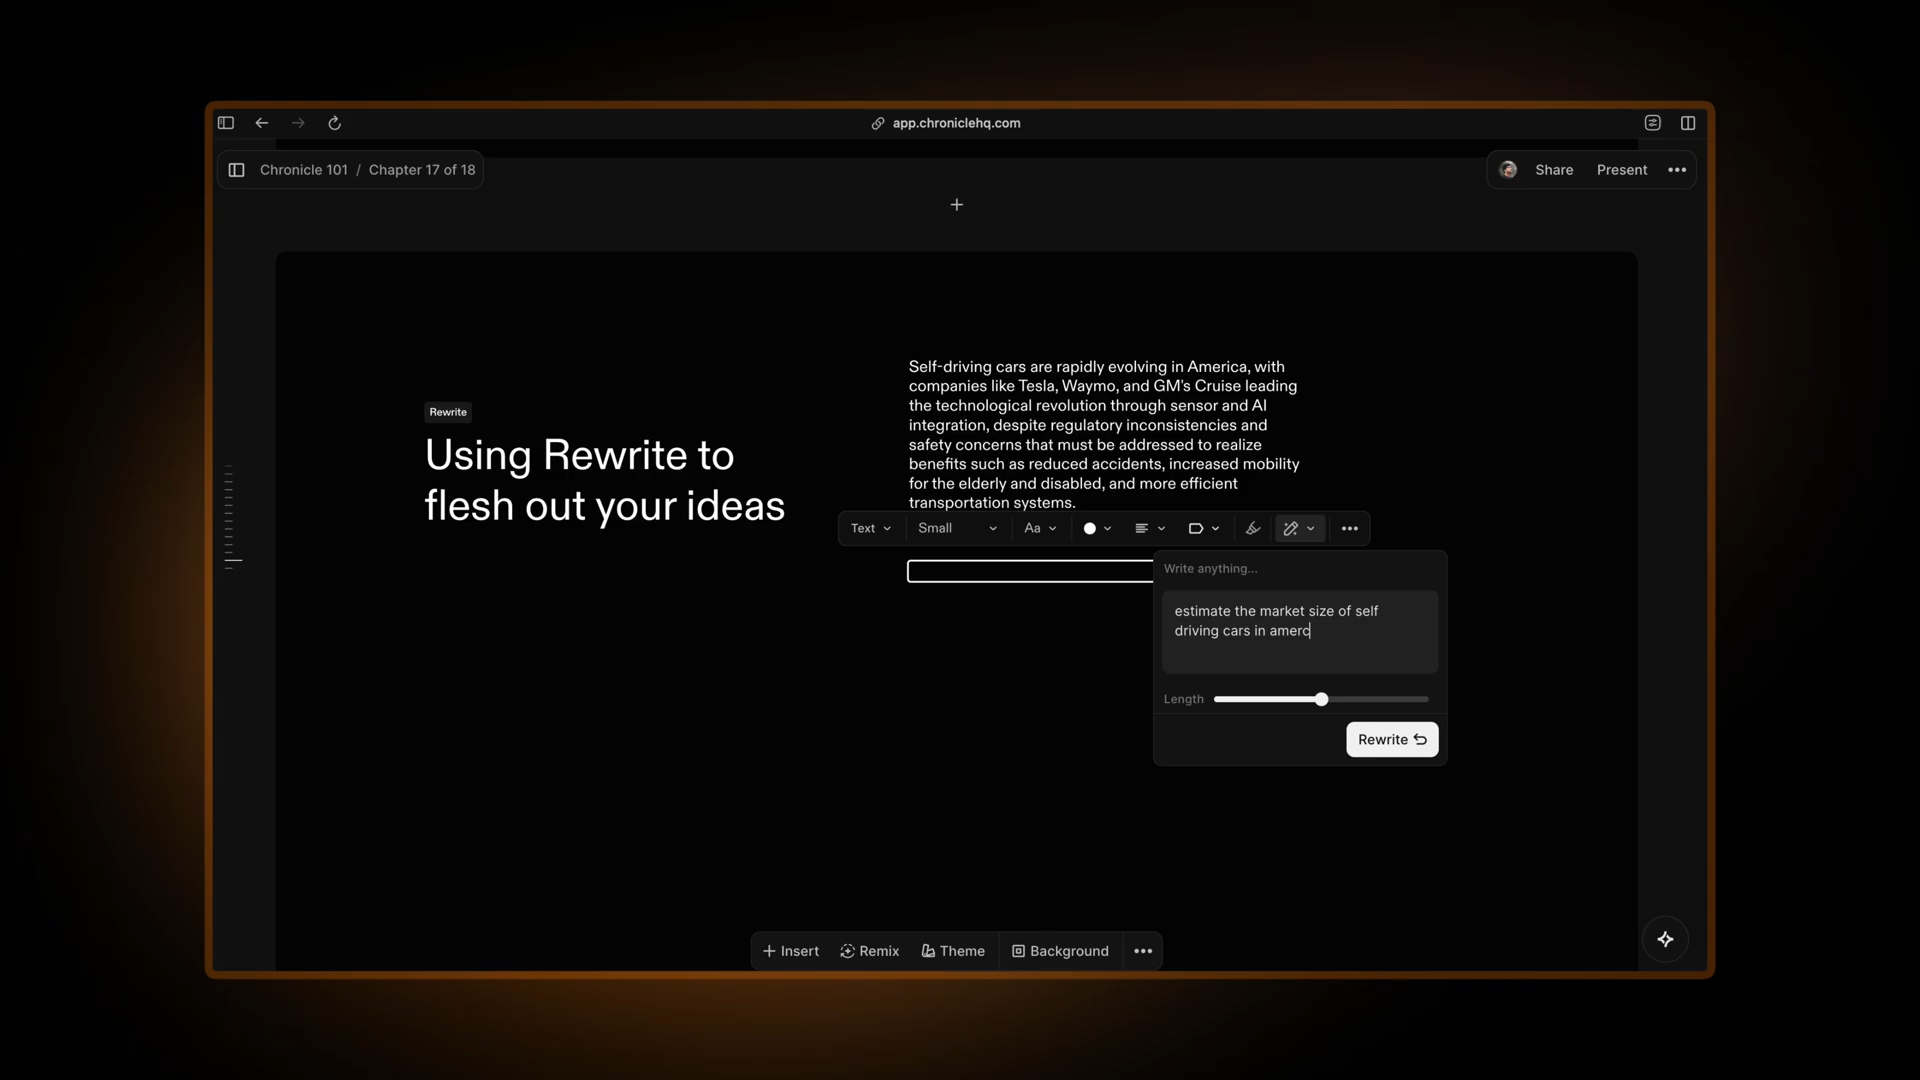 app.chroniclehq.com
Chronicle 101 / Chapter 17 of 18
Share
Present
Rewrite
Using Rewrite to
flesh out your ideas
Self-driving cars are rapidly evolving in America, with
companies like Tesla, Waymo, and GM's Cruise leading
the technological revolution through sensor and AI
integration, despite regulatory inconsistencies and
safety concerns that must be addressed to realize
benefits such as reduced accidents, increased mobility
for the elderly and disabled, and more efficient
transportation systems.
Text
Small
Aa
Write anything...
estimate the market size of self
driving cars in amerc
Length
Rewrite
Insert
Remix
Theme
Background